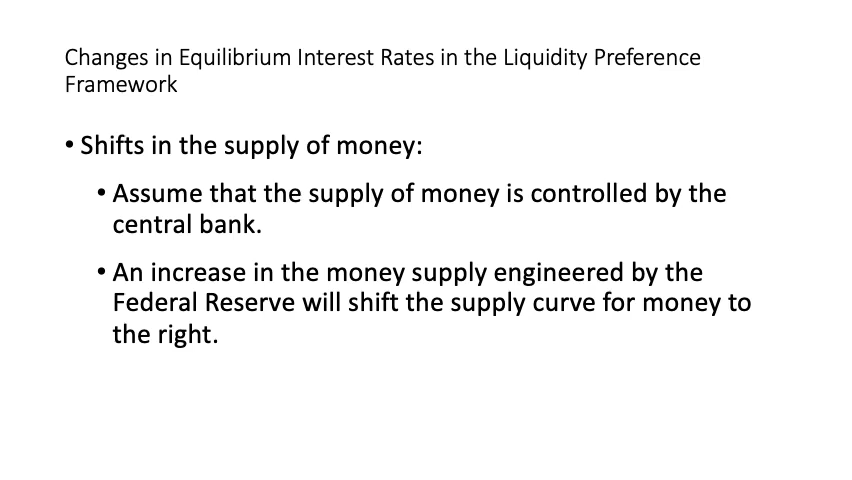 Changes in Equilibrium Interest Rates in the Liquidity Preference
Framework
• Shifts in the supply of money:
• Assume that the supply of money is controlled by the
central bank.
• An increase in the money supply engineered by the
Federal Reserve will shift the supply curve for money to
the right.